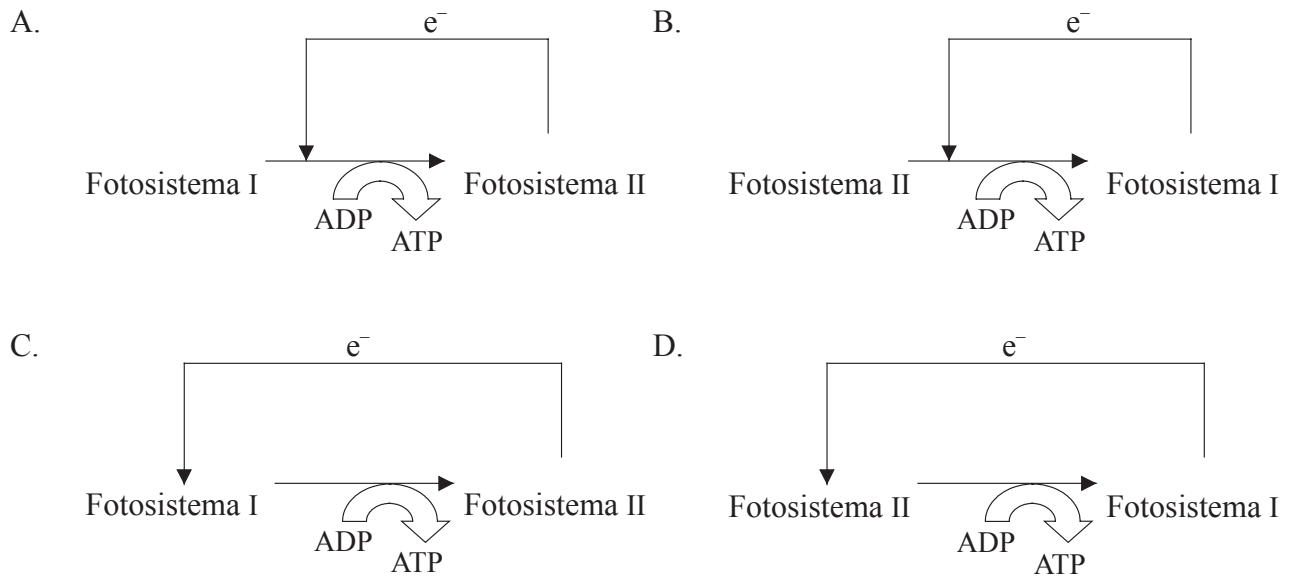 A.
e⁻
Fotosistema I
Fotosistema II
ADP
ATP
B.
e⁻
Fotosistema II
Fotosistema I
ADP
ATP
C.
e⁻
Fotosistema I
Fotosistema II
ADP
ATP
D.
e⁻
Fotosistema II
Fotosistema I
ADP
ATP